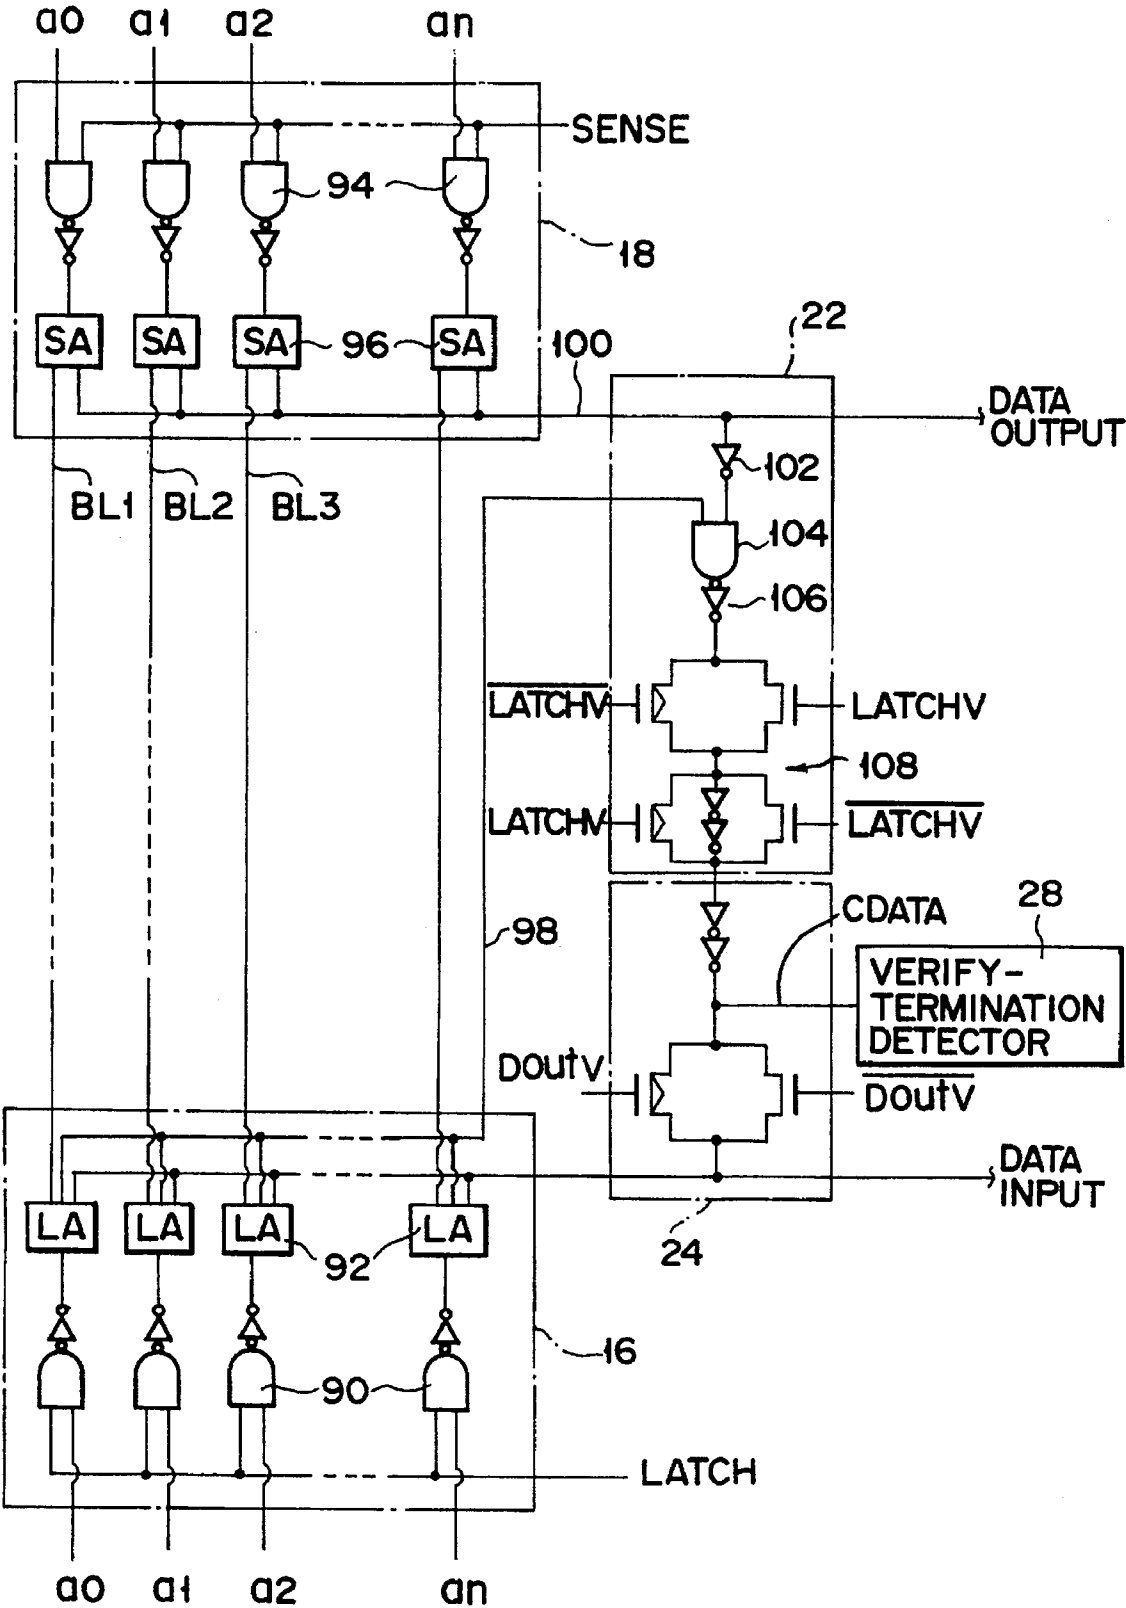 a0 a1 a2 an
SENSE
94
18
SA SA SA 96 SA
100
22
DATA
OUTPUT
102
BL1 BL2 BL3
104
106
LATCHV LATCHV
108
LATCHV LATCHV
28
CDATA
98
VERIFY-
TERMINATION
DETECTOR
DoutV DoutV
DATA
INPUT
LA LA LA 92 LA
24
16
90
LATCH
a0 a1 a2 an